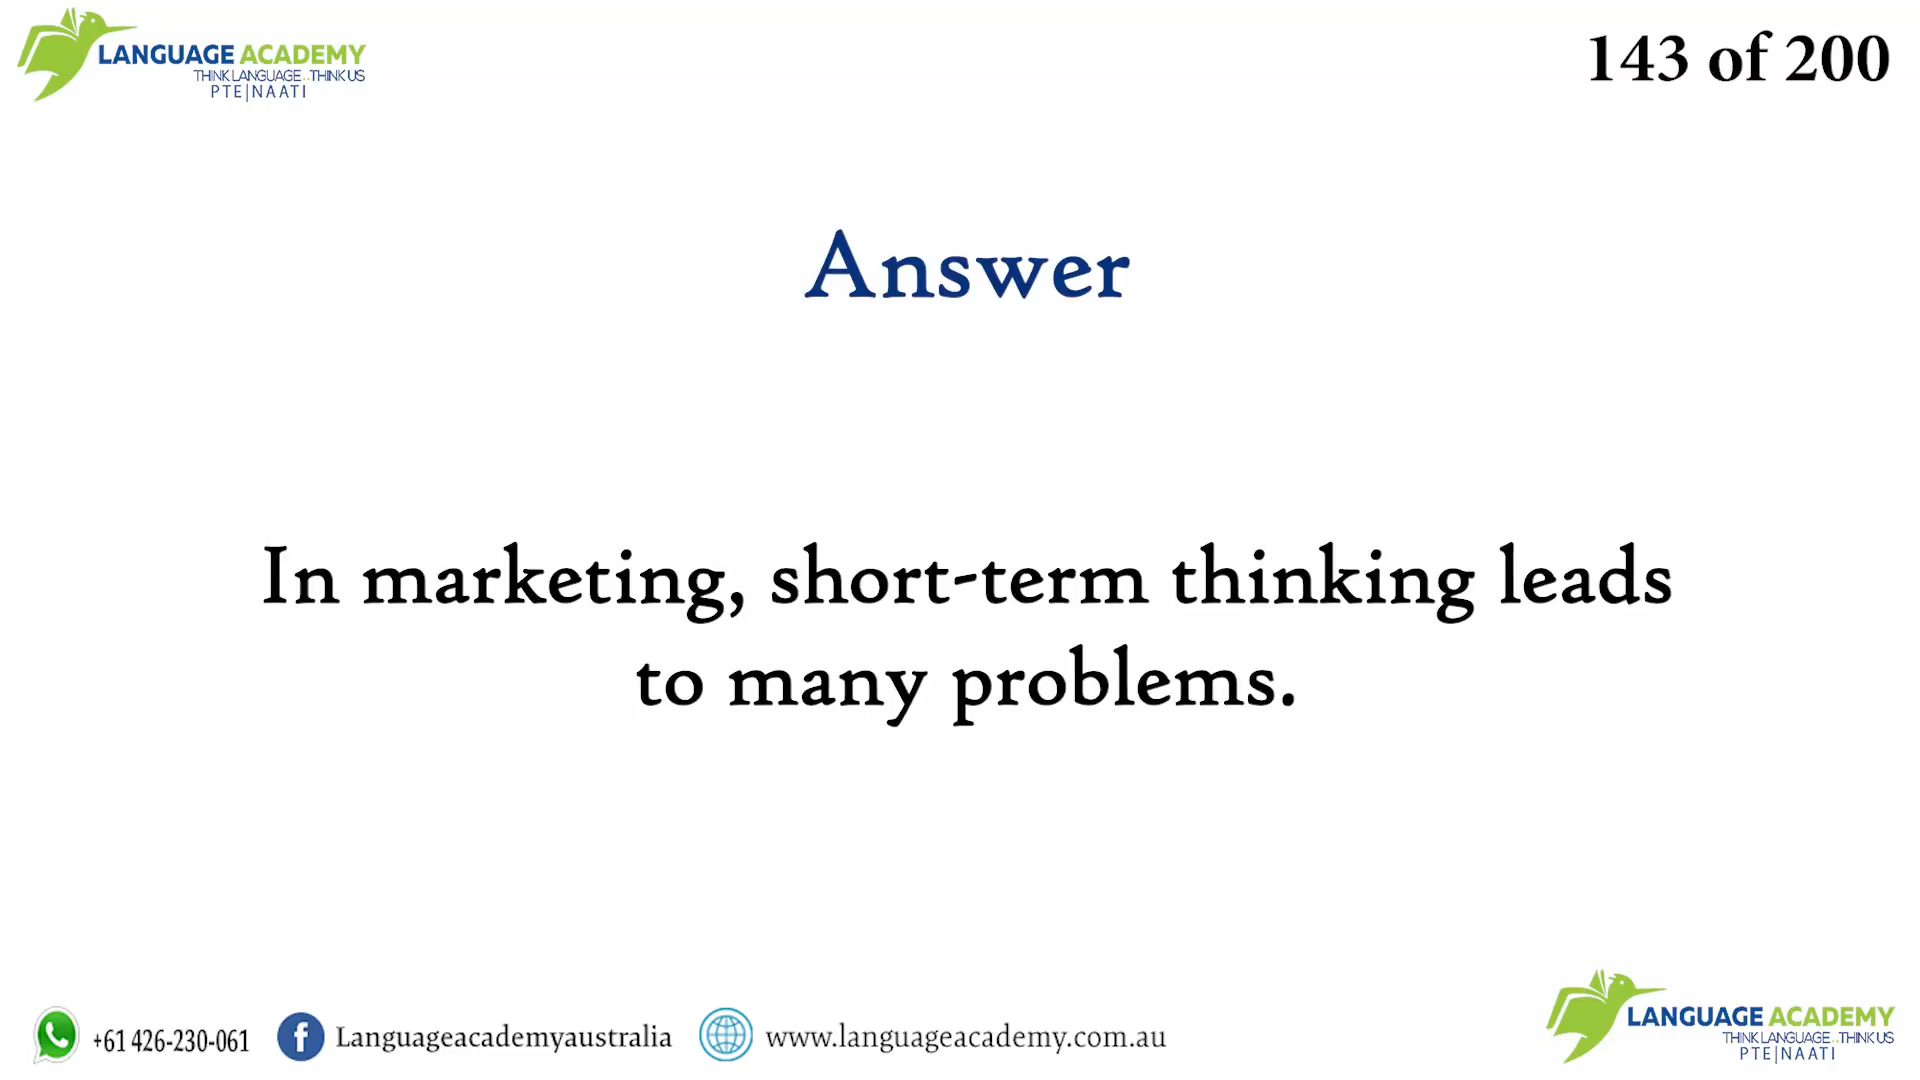 LANGUAGE ACADEMY
THINK LANGUAGE..THINK US
PTE|NAATI
143 of 200
Answer
In marketing, short-term thinking leads
to many problems.
+61 426-230-061
Languageacademyaustralia
www.languageacademy.com.au
LANGUAGE ACADEMY
THINK LANGUAGE..THINK US
PTE|NAATI